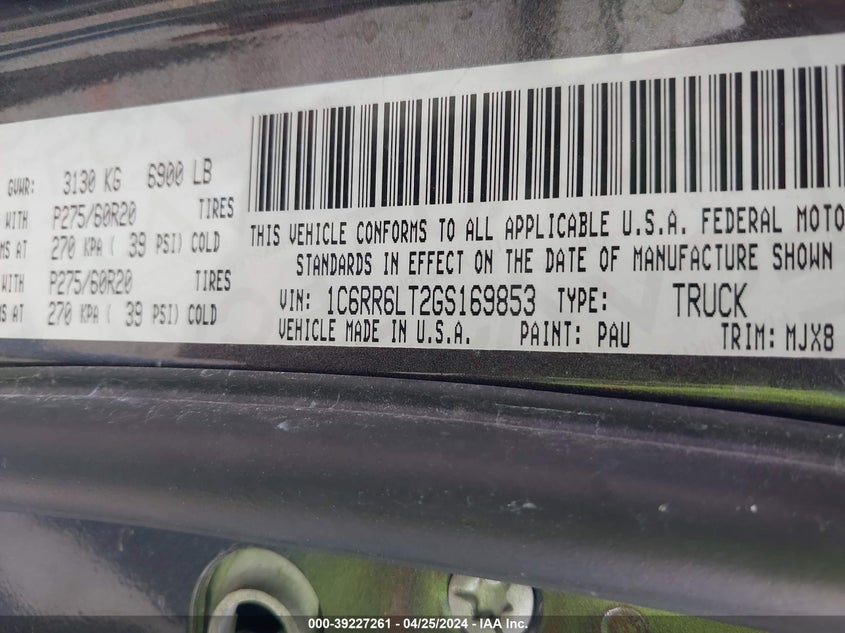 GVWR: 3130 KG 6900 LB
WITH P275/60R20 TIRES
MS AT 270 KPA ( 39 PSI) COLD
WITH P275/60R20 TIRES
MS AT 270 KPA ( 39 PSI) COLD
THIS VEHICLE CONFORMS TO ALL APPLICABLE U.S.A. FEDERAL MOTO
STANDARDS IN EFFECT ON THE DATE OF MANUFACTURE SHOWN
VIN: 1C6RR6LT2GS169853 TYPE: TRUCK
VEHICLE MADE IN U.S.A. PAINT: PAU TRIM: MJX8
000-39227261 - 04/25/2024 - IAA Inc.